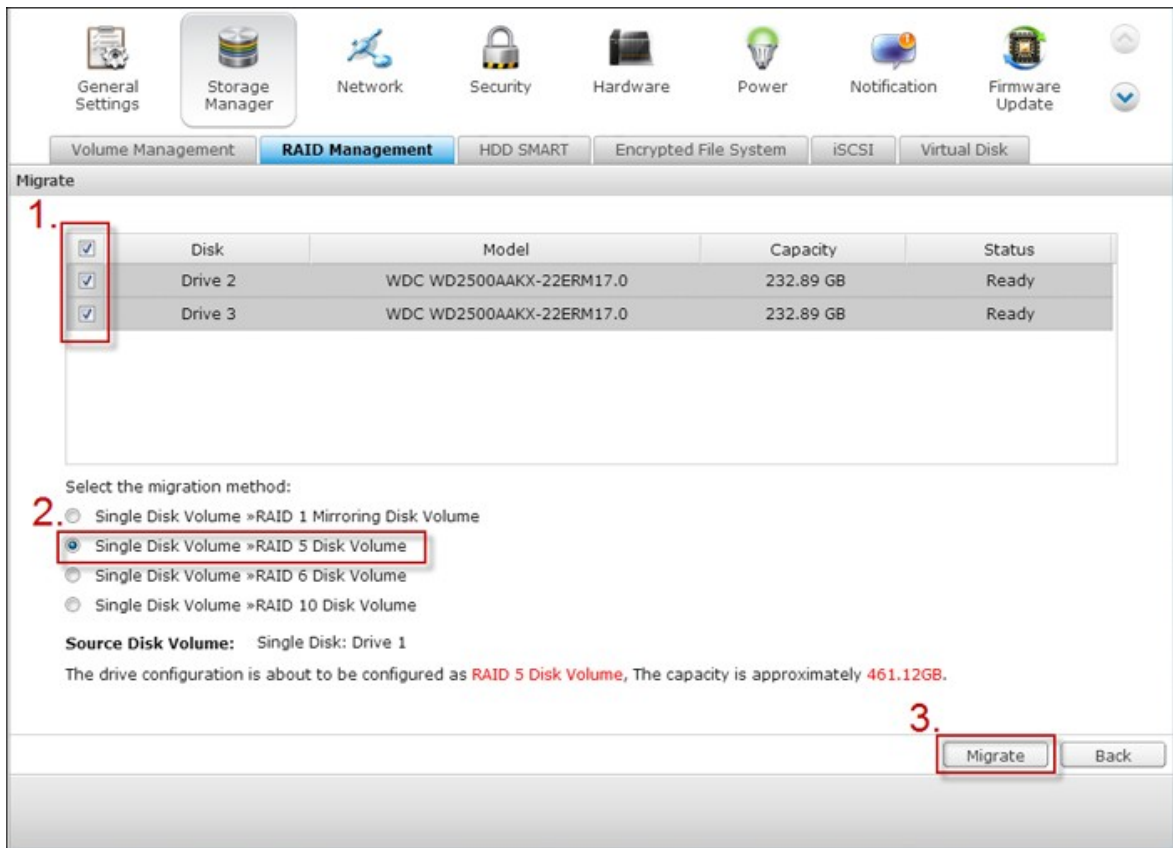 General Settings
Storage Manager
Network
Security
Hardware
Power
Notification
Firmware Update
Volume Management
RAID Management
HDD SMART
Encrypted File System
iSCSI
Virtual Disk
Migrate
1.
Disk Model Capacity Status
Drive 2 WDC WD2500AAKX-22ERM17.0 232.89 GB Ready
Drive 3 WDC WD2500AAKX-22ERM17.0 232.89 GB Ready
Select the migration method:
2.
Single Disk Volume »RAID 1 Mirroring Disk Volume
Single Disk Volume »RAID 5 Disk Volume
Single Disk Volume »RAID 6 Disk Volume
Single Disk Volume »RAID 10 Disk Volume
Source Disk Volume: Single Disk: Drive 1
The drive configuration is about to be configured as RAID 5 Disk Volume, The capacity is approximately 461.12GB.
3.
Migrate
Back